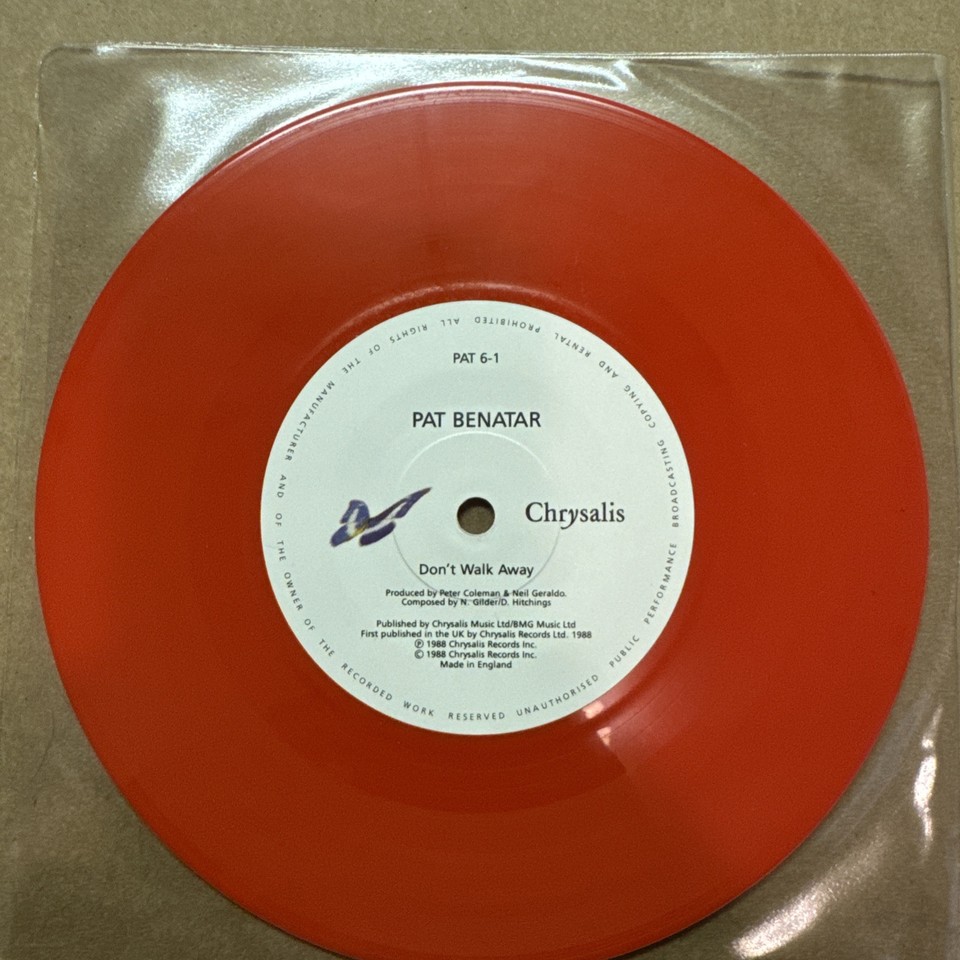 PAT 6-1
PAT BENATAR
Chrysalis
Don't Walk Away
Produced by Peter Coleman & Neil Geraldo.
Composed by N. Gilder/D. Hitchings
Published by Chrysalis Music Ltd/BMG Music Ltd
First published in the UK by Chrysalis Records Ltd. 1988
℗ 1988 Chrysalis Records Inc.
© 1988 Chrysalis Records Inc.
Made in England
ALL RIGHTS OF THE MANUFACTURER AND OF THE OWNER OF THE RECORDED WORK RESERVED UNAUTHORISED PUBLIC PERFORMANCE BROADCASTING COPYING AND RENTAL PROHIBITED